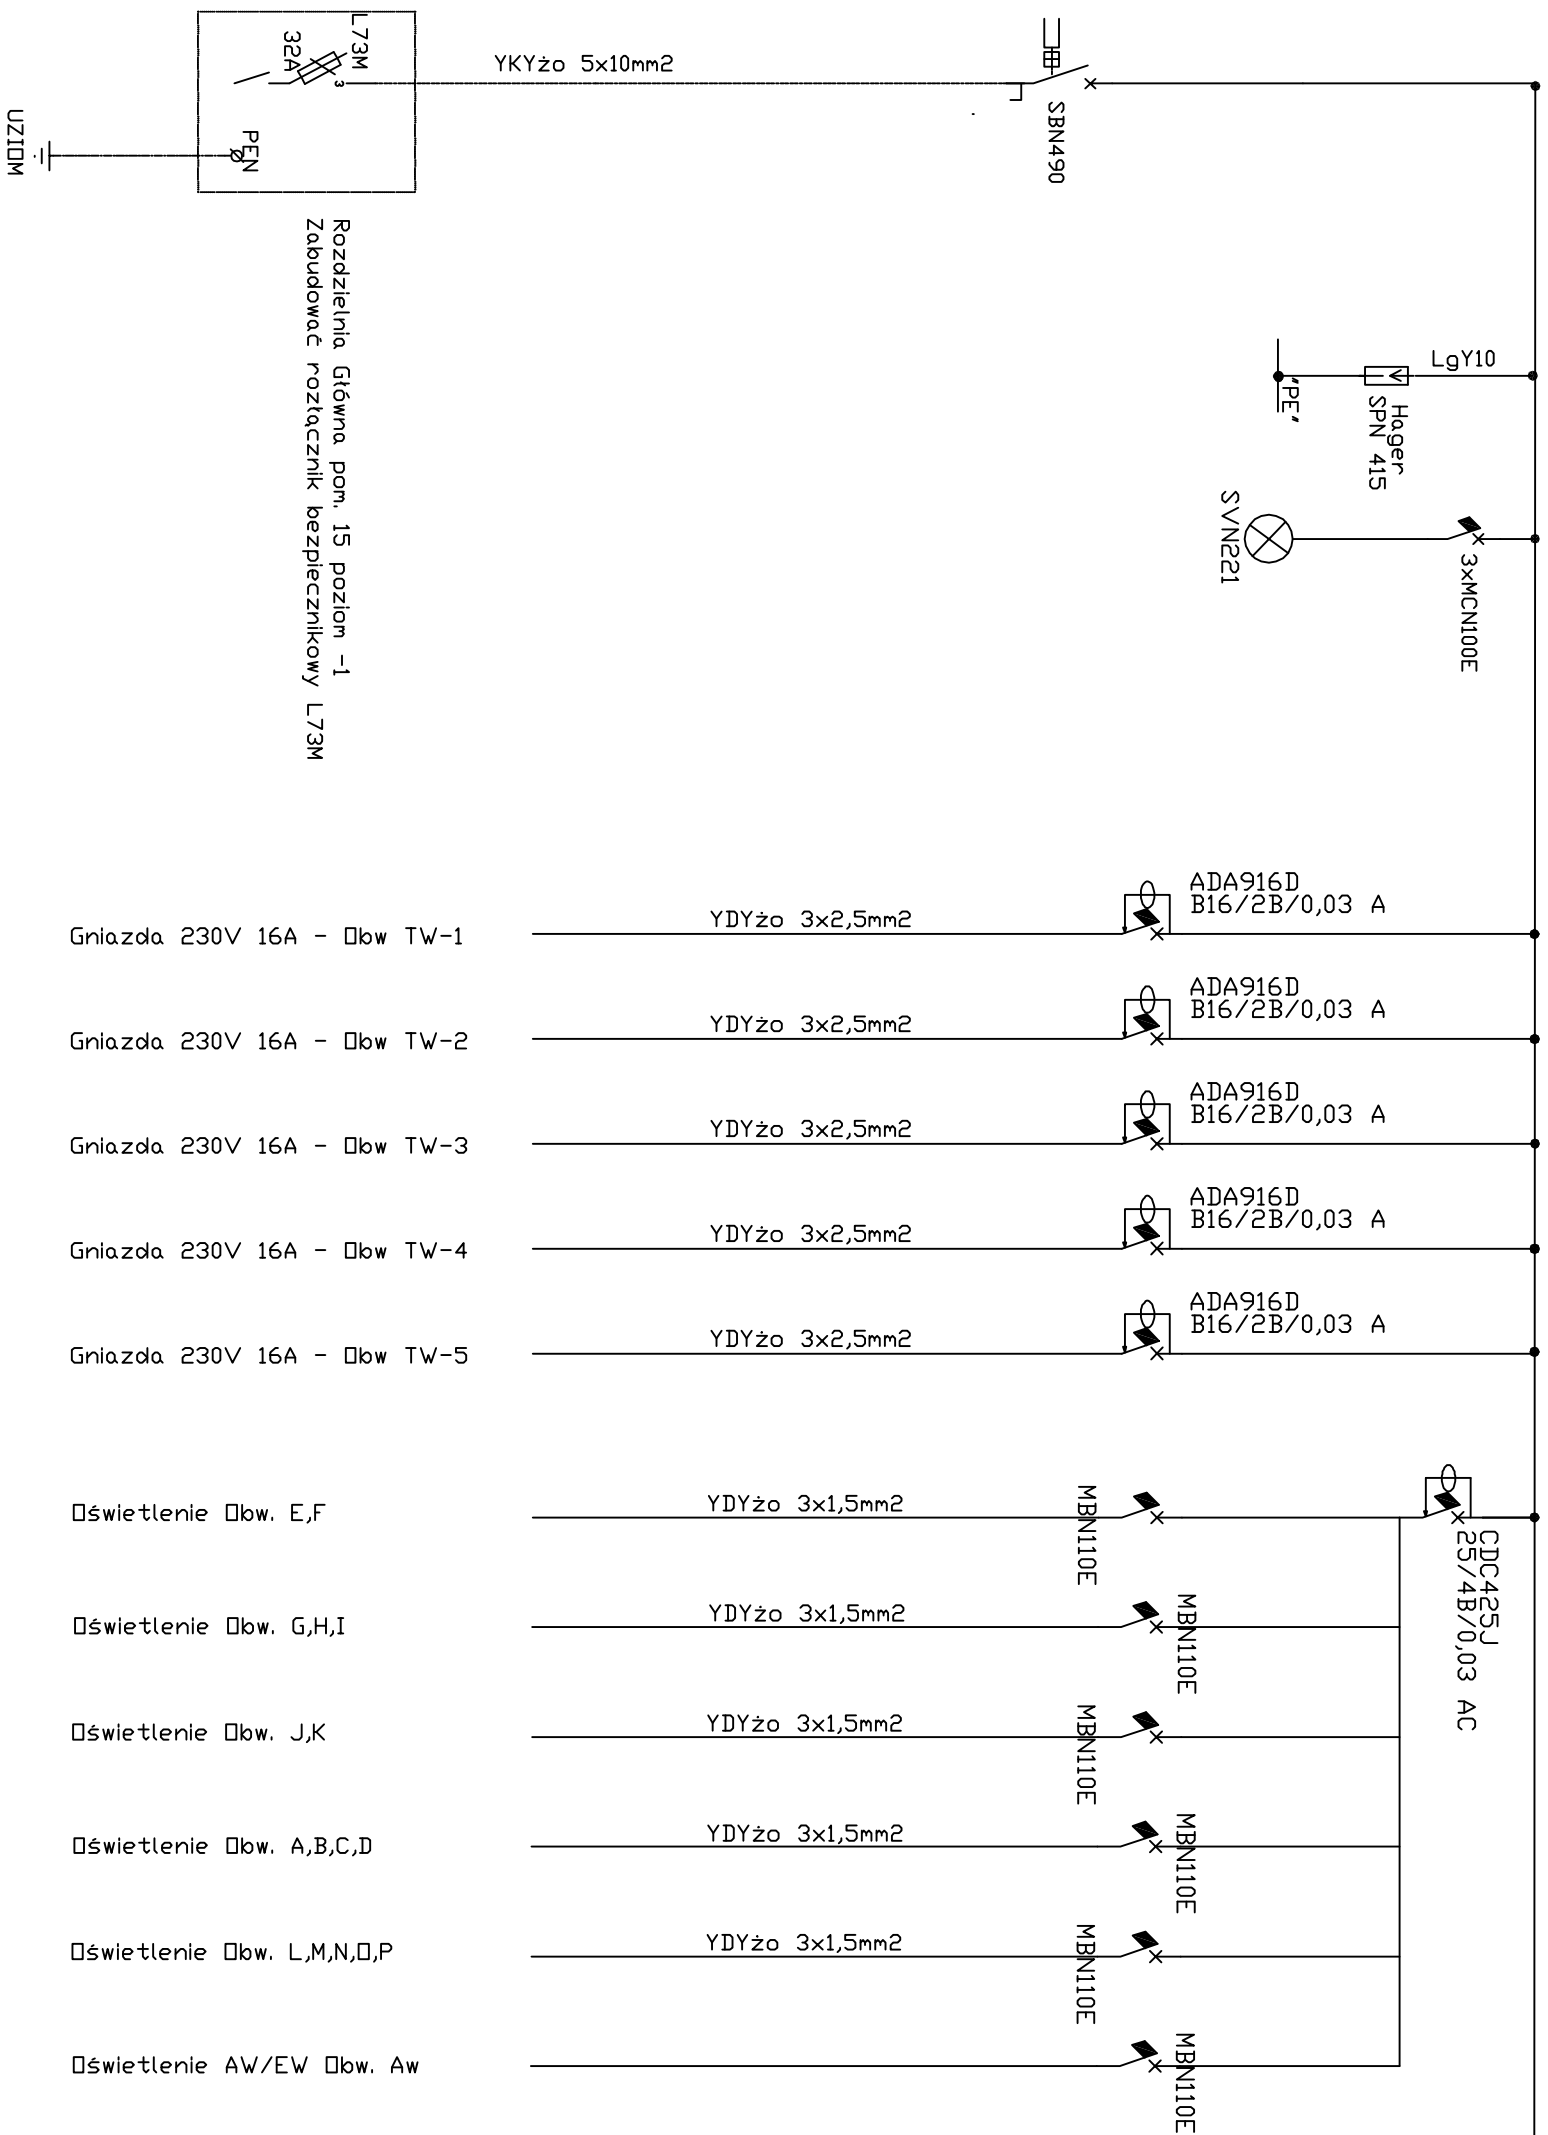 L73M
32A
YKYżo 5x10mm2
SBN490
PEN
UZIOM
Rozdzielnia Główna pom. 15 poziom -1
Zabudować rozłącznik bezpiecznikowy L73M
LgY10
"PE"
Hager
SPN 415
SVN221
3xMCN100E
ADA916D
B16/2B/0,03 A
YDYżo 3x2,5mm2
Gniazda 230V 16A - Obw TW-1
ADA916D
B16/2B/0,03 A
YDYżo 3x2,5mm2
Gniazda 230V 16A - Obw TW-2
ADA916D
B16/2B/0,03 A
YDYżo 3x2,5mm2
Gniazda 230V 16A - Obw TW-3
ADA916D
B16/2B/0,03 A
YDYżo 3x2,5mm2
Gniazda 230V 16A - Obw TW-4
ADA916D
B16/2B/0,03 A
YDYżo 3x2,5mm2
Gniazda 230V 16A - Obw TW-5
CDC425J
25/4B/0,03 AC
Oświetlenie Obw. E,F
YDYżo 3x1,5mm2
MBN110E
Oświetlenie Obw. G,H,I
YDYżo 3x1,5mm2
MBN110E
Oświetlenie Obw. J,K
YDYżo 3x1,5mm2
MBN110E
Oświetlenie Obw. A,B,C,D
YDYżo 3x1,5mm2
MBN110E
Oświetlenie Obw. L,M,N,O,P
YDYżo 3x1,5mm2
MBN110E
Oświetlenie AW/EW Obw. Aw
MBN110E